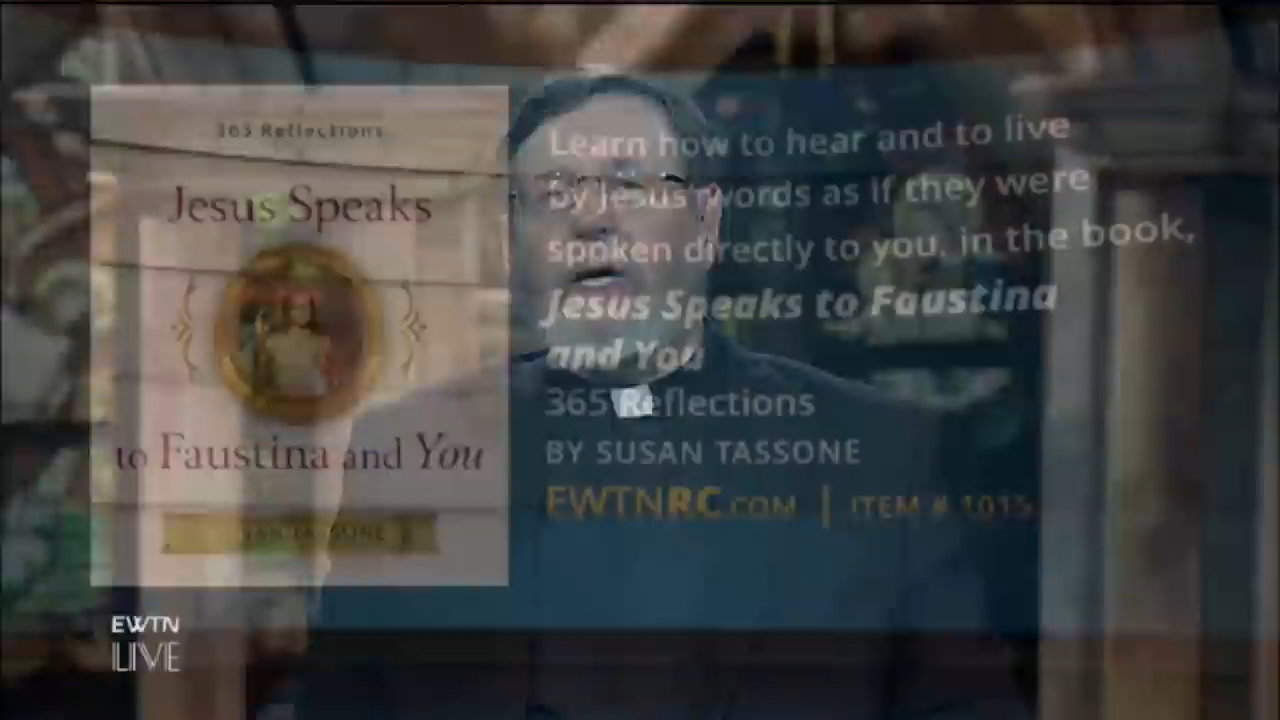 365 Reflections
Jesus Speaks
to Faustina and You
Learn how to hear and to live
by Jesus' words as if they were
spoken directly to you, in the book,
Jesus Speaks to Faustina
and You
365 Reflections
BY SUSAN TASSONE
EWTNRC.COM | ITEM # 1015
EWTN
LIVE